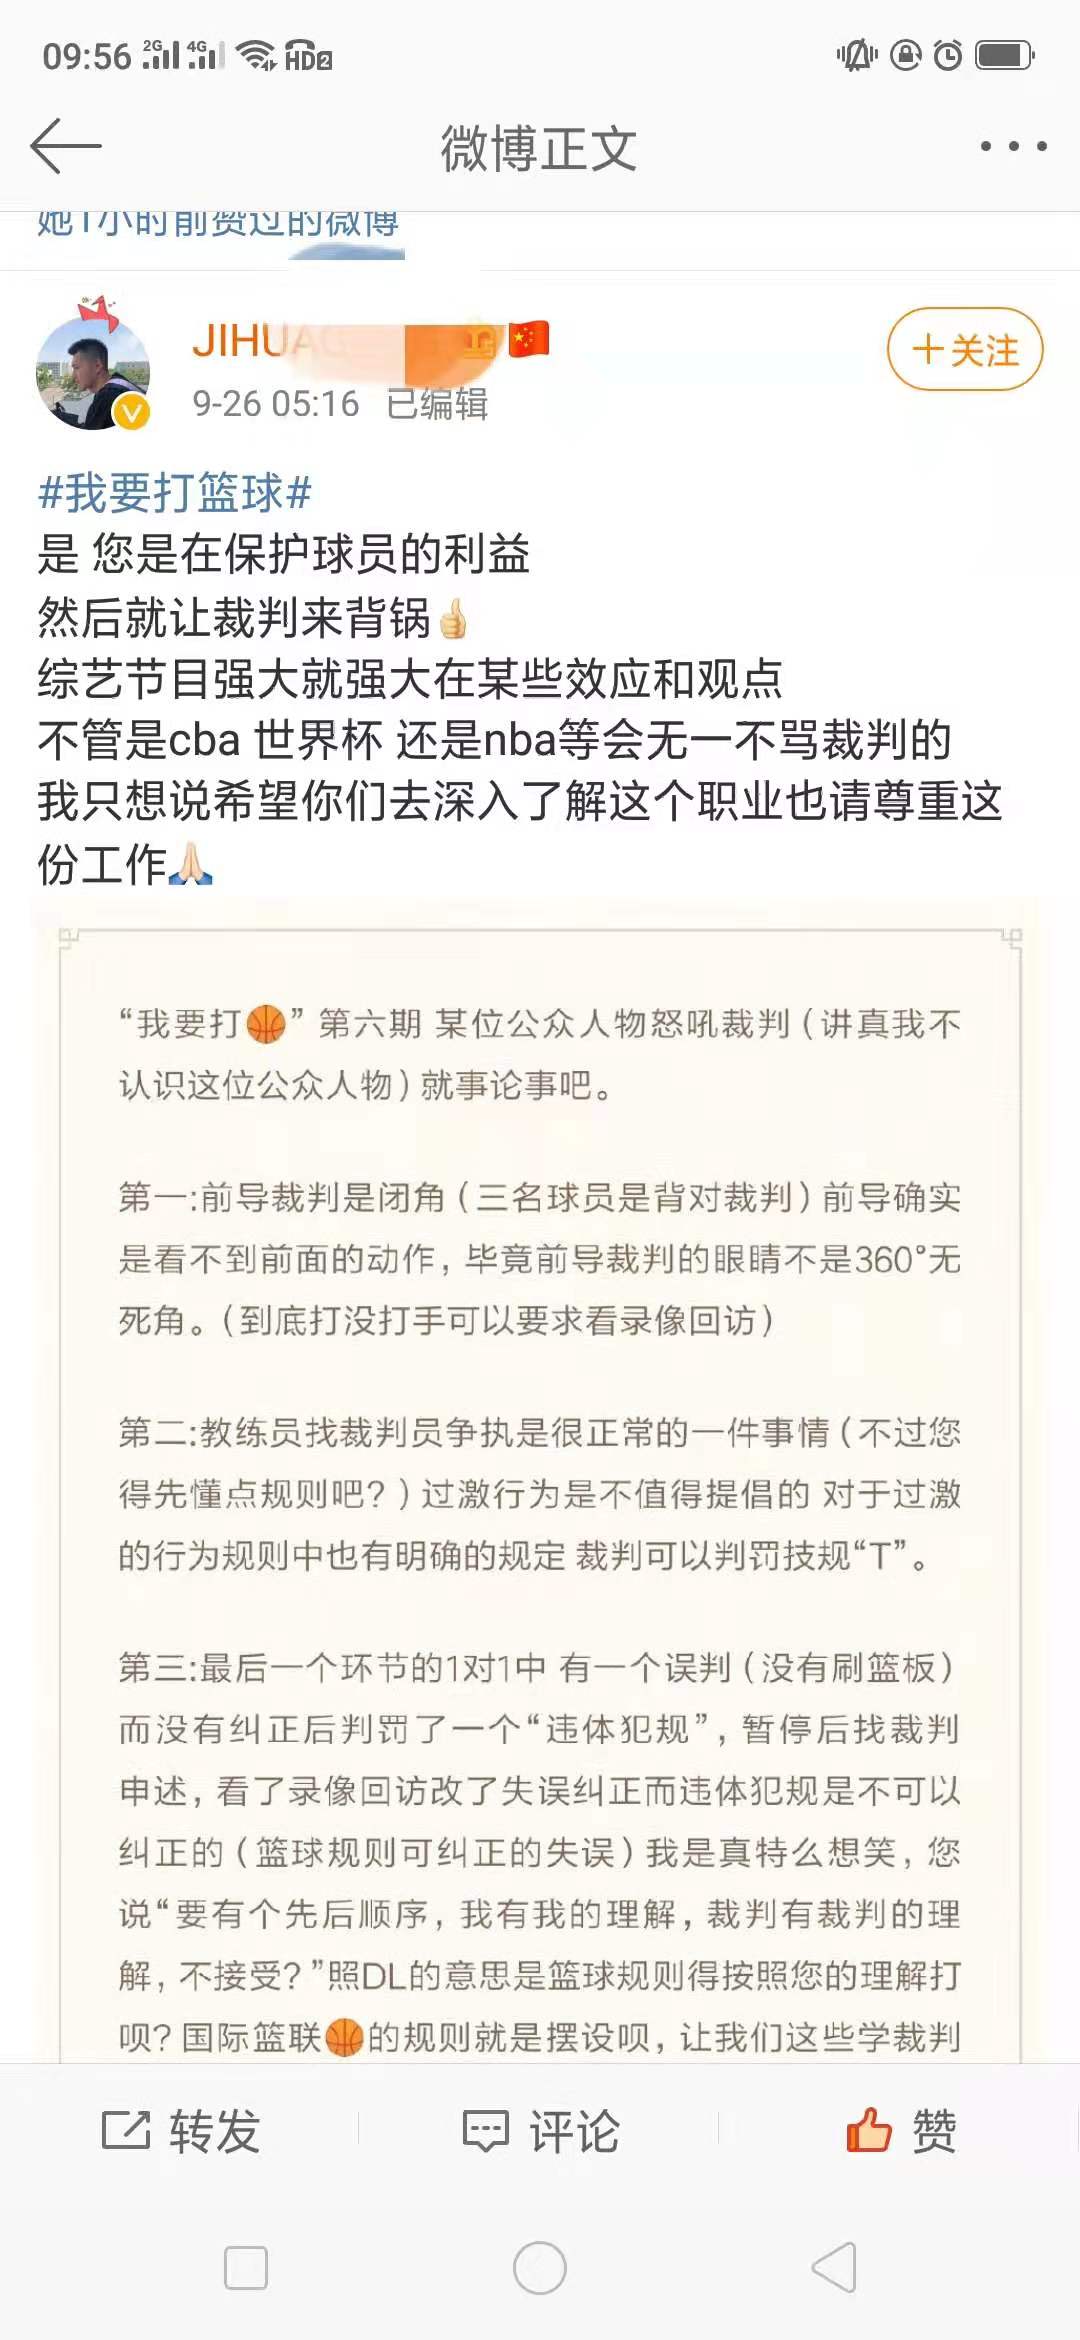 09:56 2G 4G HD2
微博正文
她1小时前赞过的微博
JIHUAG
9-26 05:16 已编辑
+关注
#我要打篮球#
是 您是在保护球员的利益
然后就让裁判来背锅👍
综艺节目强大就强大在某些效应和观点
不管是cba 世界杯 还是nba等会无一不骂裁判的
我只想说希望你们去深入了解这个职业也请尊重这
份工作🙏
“我要打🏀” 第六期 某位公众人物怒吼裁判(讲真我不
认识这位公众人物)就事论事吧。
第一:前导裁判是闭角(三名球员是背对裁判)前导确实
是看不到前面的动作, 毕竟前导裁判的眼睛不是360°无
死角。(到底打没打手可以要求看录像回访)
第二:教练员找裁判员争执是很正常的一件事情(不过您
得先懂点规则吧?)过激行为是不值得提倡的 对于过激
的行为规则中也有明确的规定 裁判可以判罚技规“T”。
第三:最后一个环节的1对1中 有一个误判(没有刷篮板)
而没有纠正后判罚了一个“违体犯规”, 暂停后找裁判
申述, 看了录像回访改了失误纠正而违体犯规是不可以
纠正的(篮球规则可纠正的失误)我是真特么想笑, 您
说“要有个先后顺序, 我有我的理解, 裁判有裁判的理
解, 不接受?”照DL的意思是篮球规则得按照您的理解打
呗? 国际篮联🏀的规则就是摆设呗, 让我们这些学裁判
转发
评论
赞